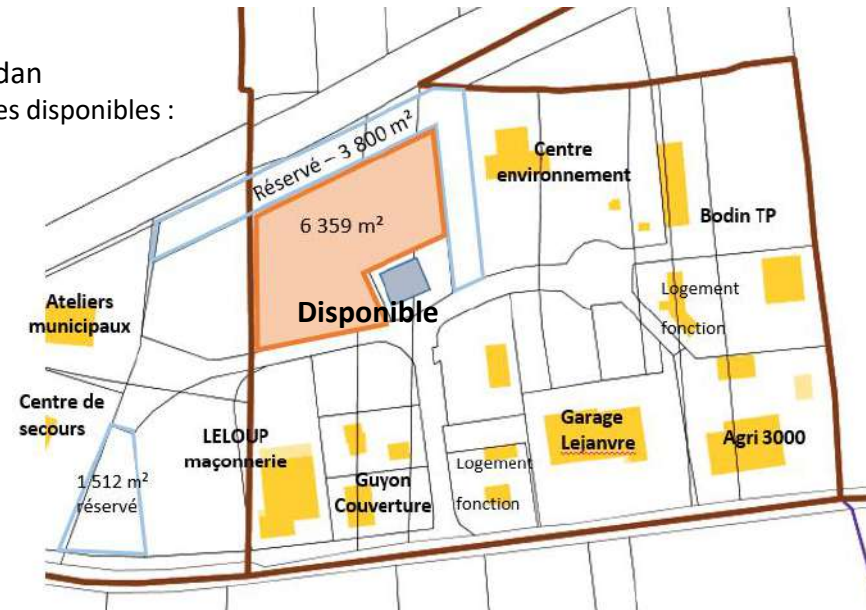 dan
es disponibles :
Réservé – 3 800 m²
6 359 m²
Disponible
Centre
environnement
Bodin TP
Logement
fonction
Ateliers
municipaux
Centre de
secours
1 512 m²
réservé
LELOUP
maçonnerie
Guyon
Couverture
Logement
fonction
Garage
Lejanvre
Agri 3000